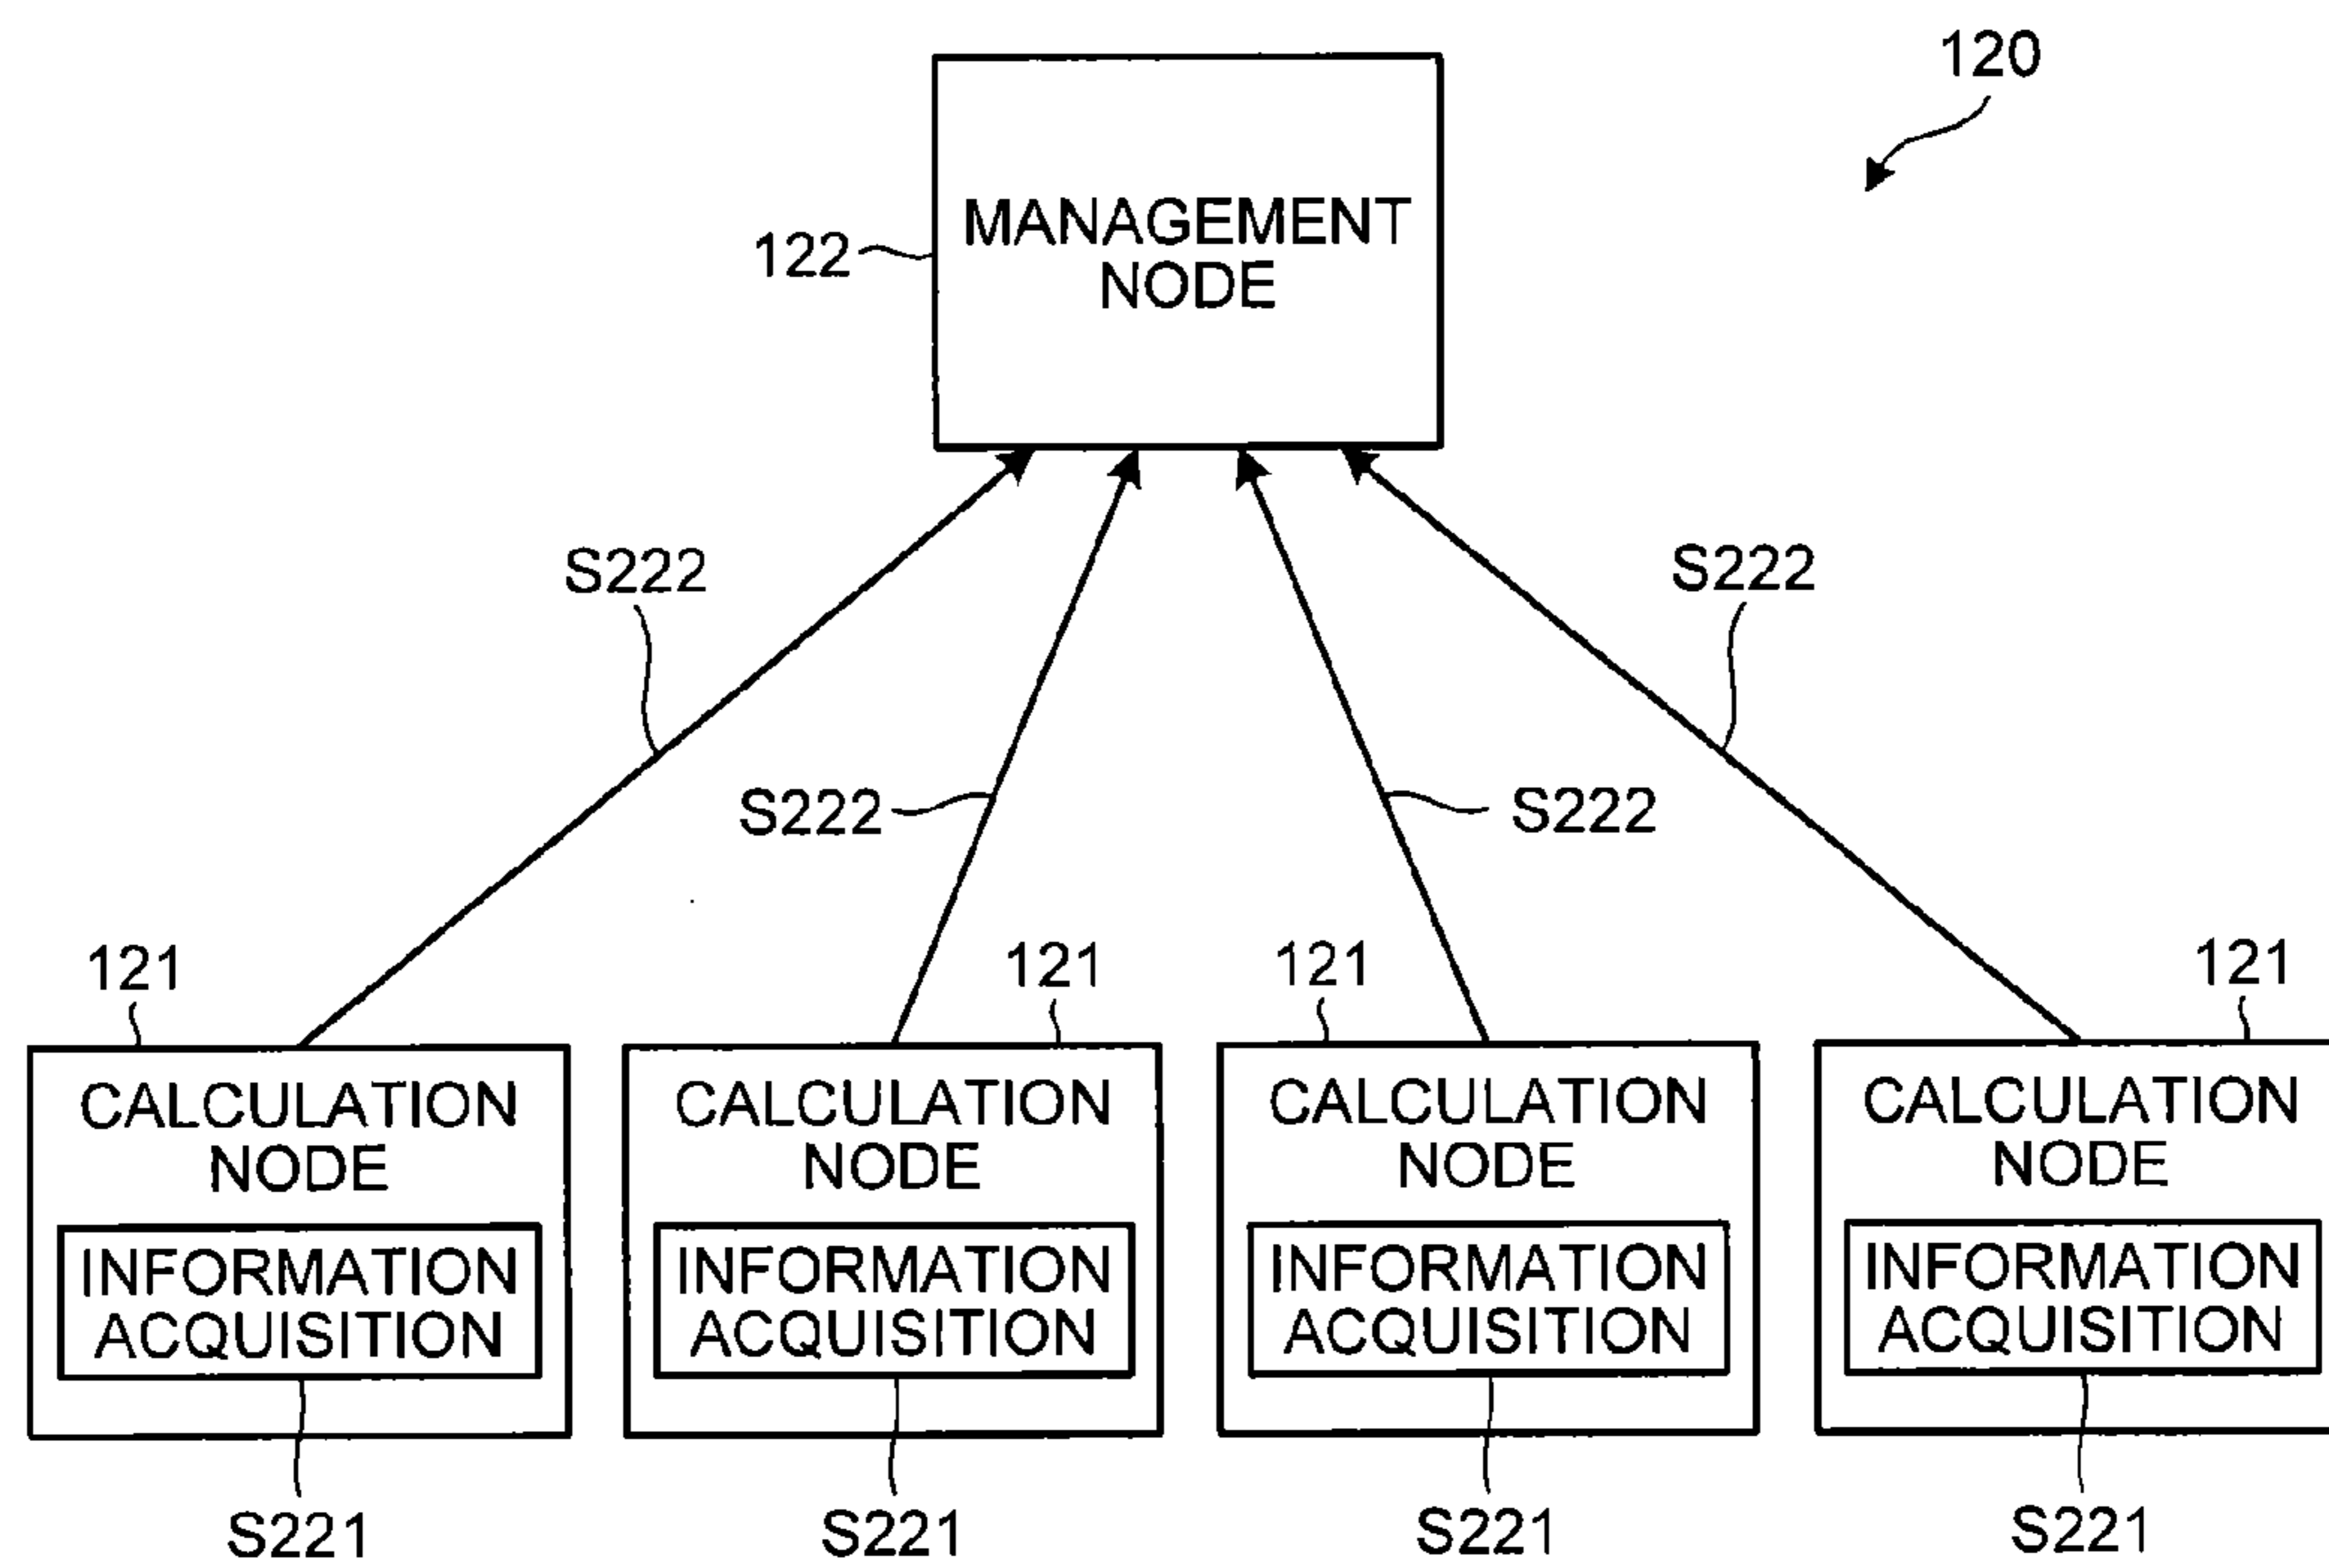 120
MANAGEMENT
NODE
122
S222
S222
S222
S222
121
121
121
121
CALCULATION
NODE
INFORMATION
ACQUISITION
CALCULATION
NODE
INFORMATION
ACQUISITION
CALCULATION
NODE
INFORMATION
ACQUISITION
CALCULATION
NODE
INFORMATION
ACQUISITION
S221
S221
S221
S221